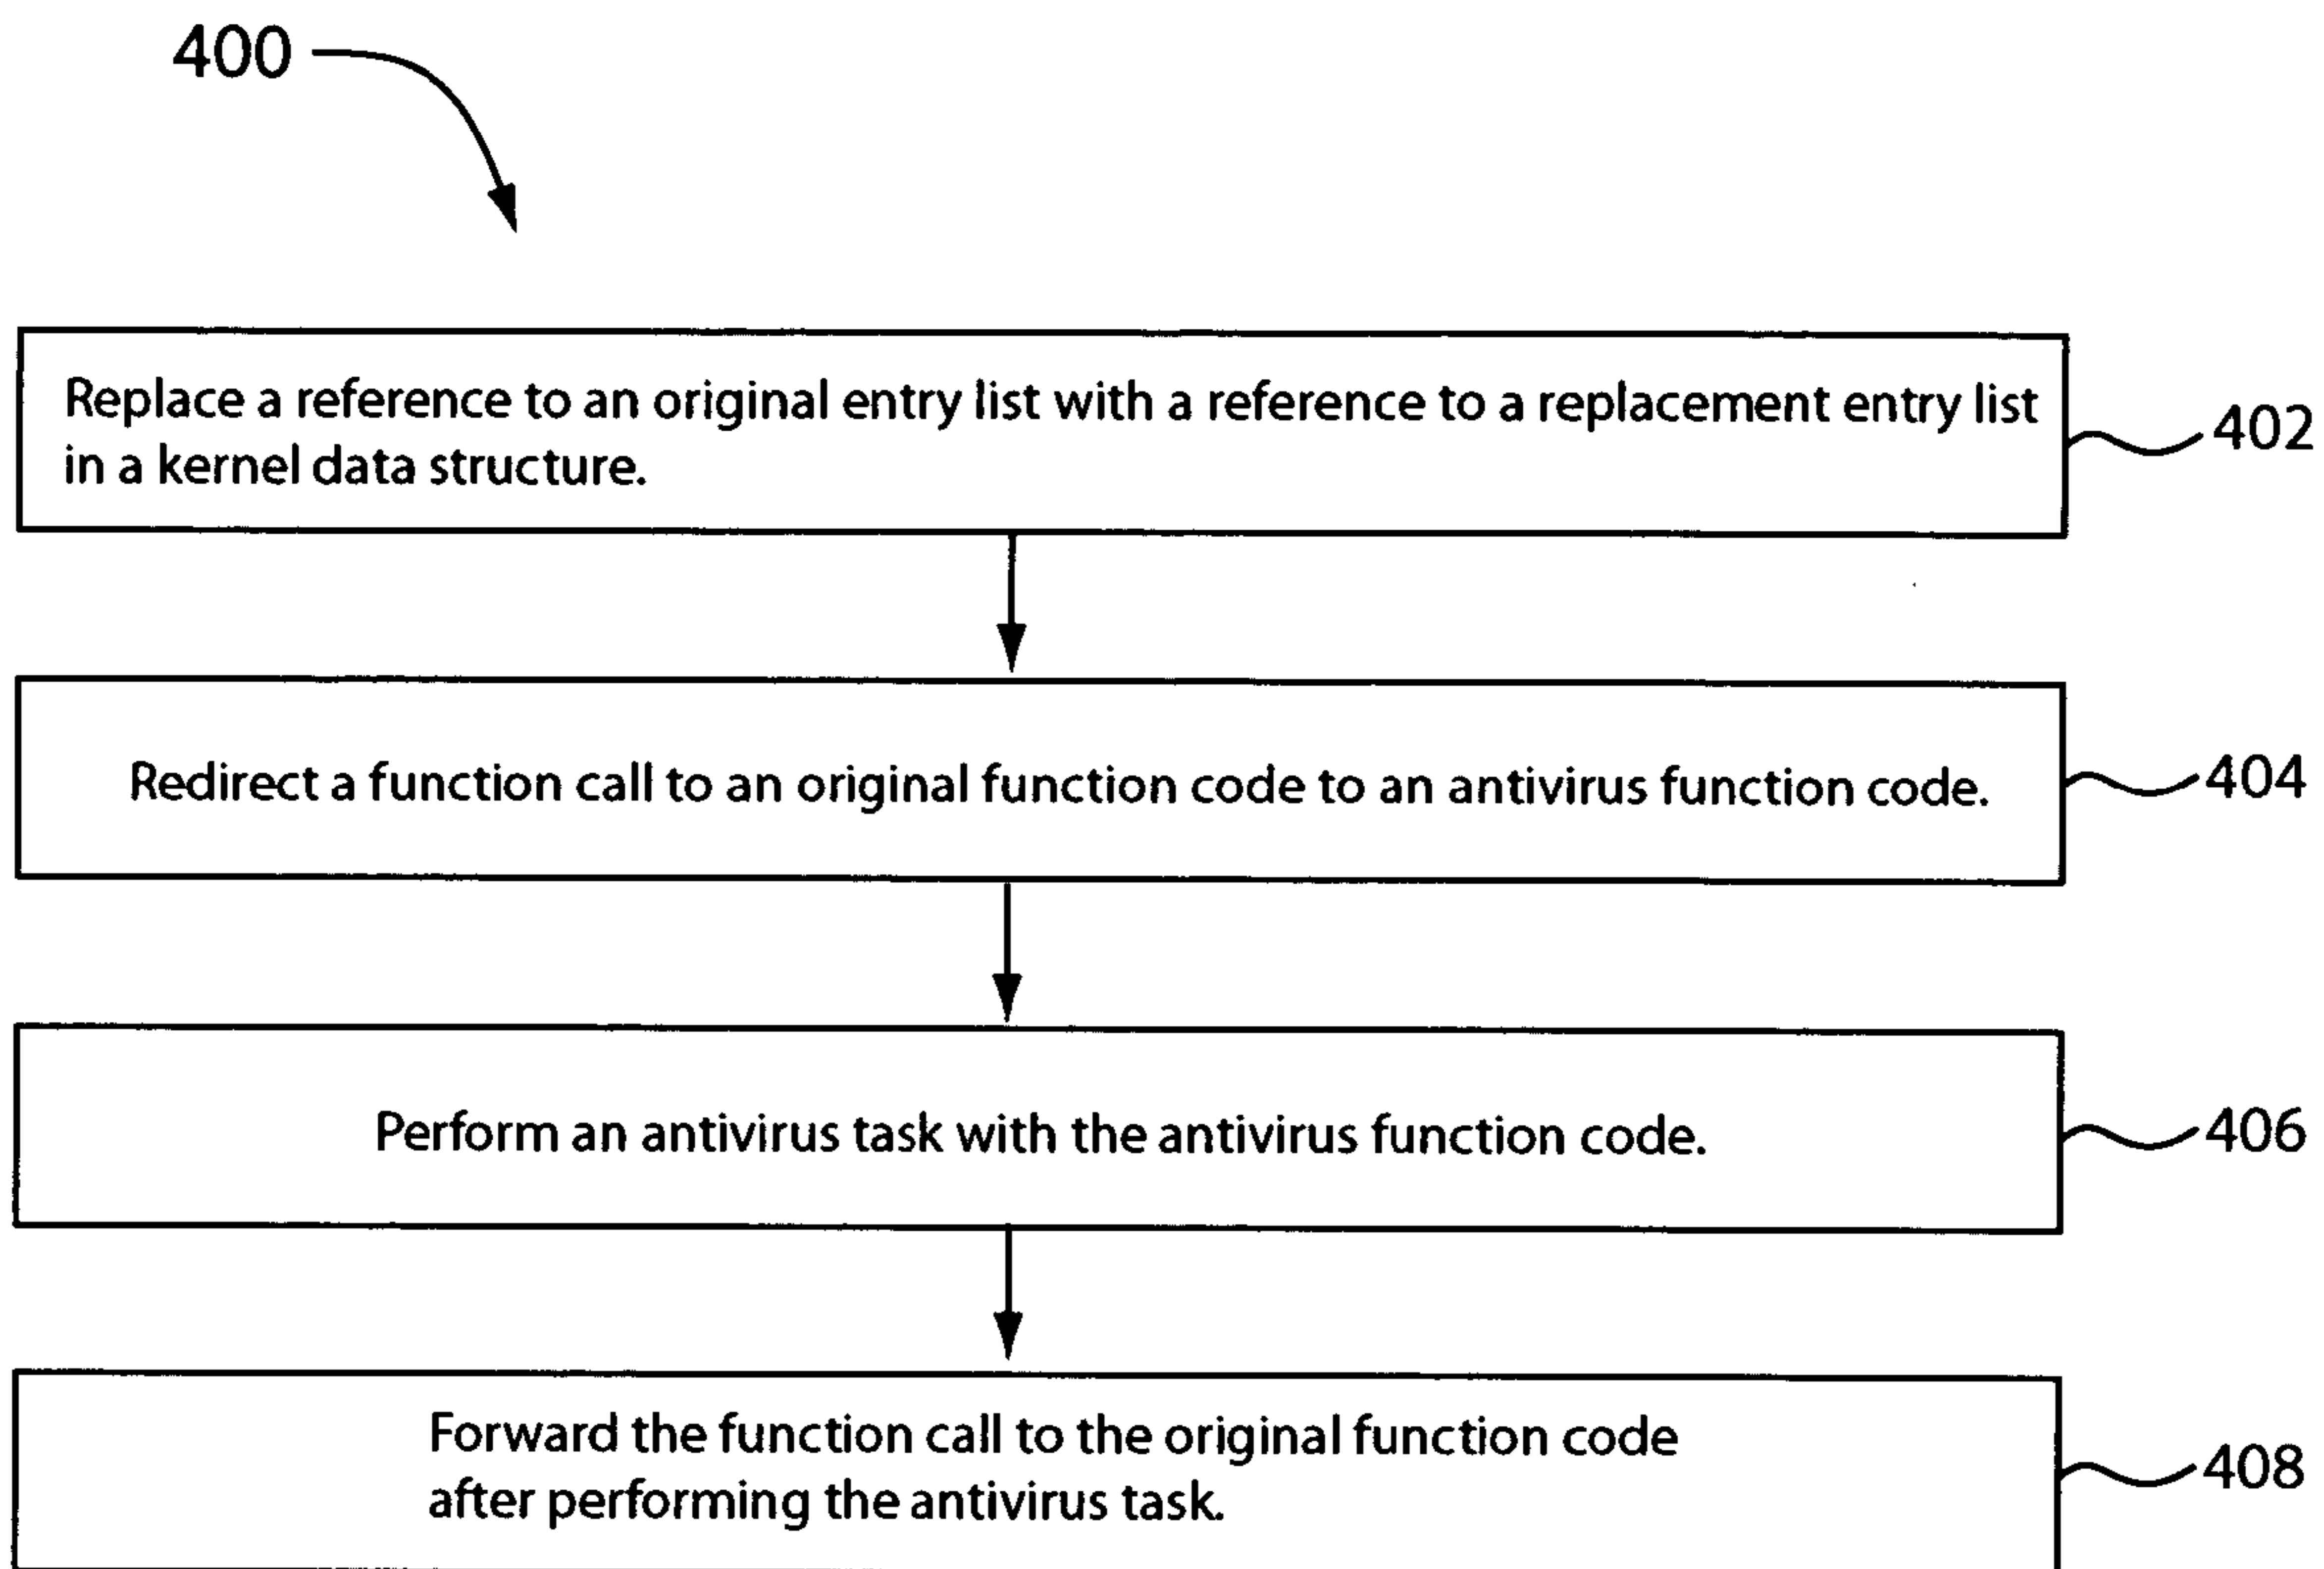 400
Replace a reference to an original entry list with a reference to a replacement entry list
in a kernel data structure.
402
Redirect a function call to an original function code to an antivirus function code.
404
Perform an antivirus task with the antivirus function code.
406
Forward the function call to the original function code
after performing the antivirus task.
408